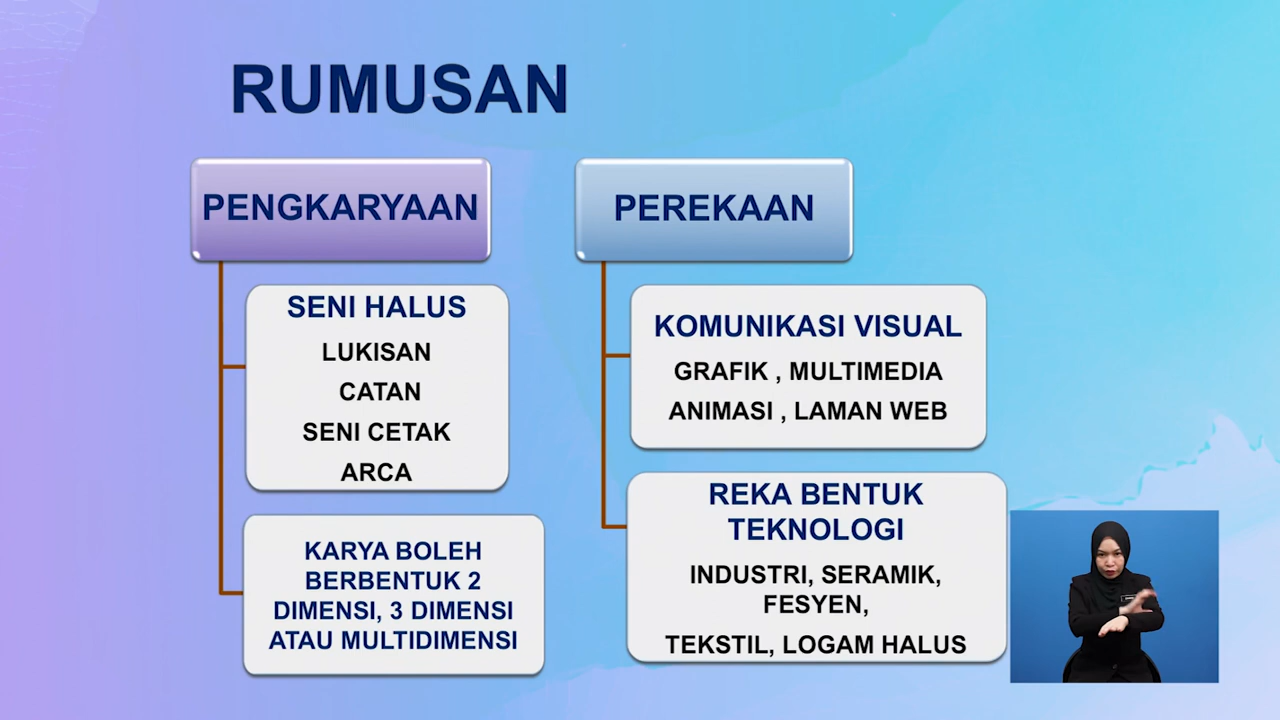 RUMUSAN
PENGKARYAAN
SENI HALUS
LUKISAN
CATAN
SENI CETAK
ARCA
KARYA BOLEH
BERBENTUK 2
DIMENSI, 3 DIMENSI
ATAU MULTIDIMENSI
PEREKAAN
KOMUNIKASI VISUAL
GRAFIK , MULTIMEDIA
ANIMASI , LAMAN WEB
REKA BENTUK
TEKNOLOGI
INDUSTRI, SERAMIK,
FESYEN,
TEKSTIL, LOGAM HALUS